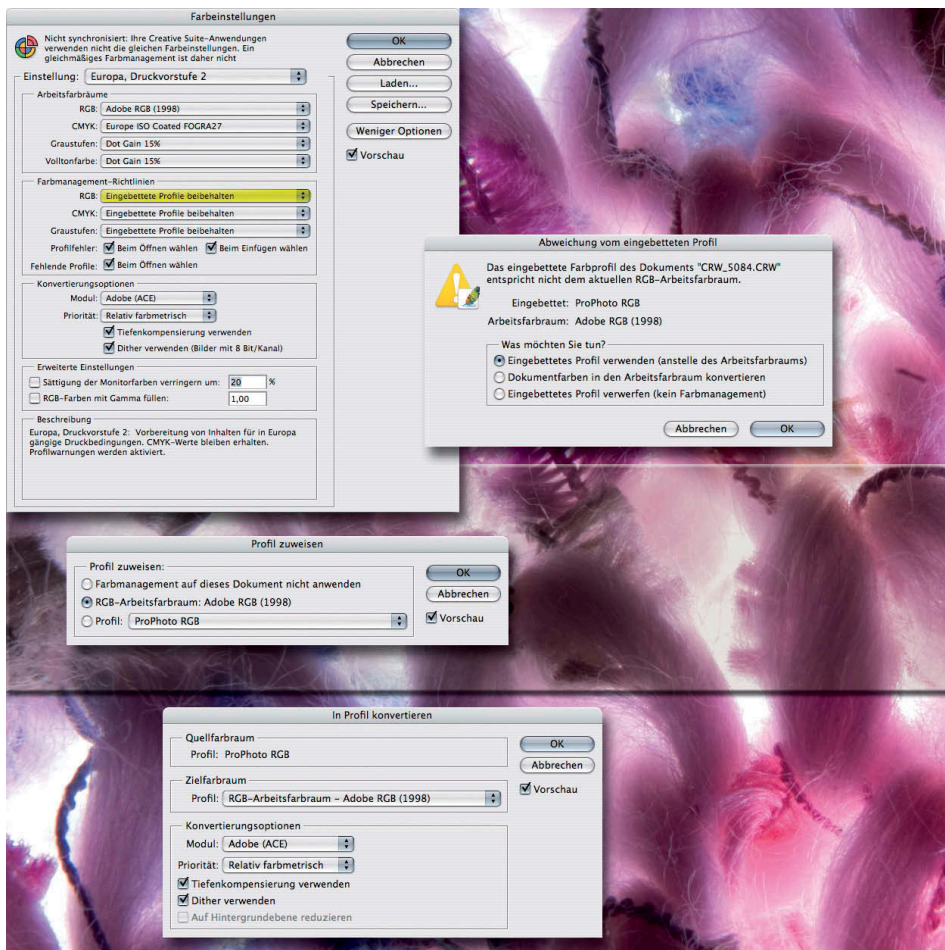 Farbeinstellungen
Nicht synchronisiert: Ihre Creative Suite-Anwendungen
verwenden nicht die gleichen Farbeinstellungen. Ein
gleichmäßiges Farbmanagement ist daher nicht
OK
Abbrechen
Laden...
Speichern...
Weniger Optionen
Vorschau
Einstellung: Europa, Druckvorstufe 2
Arbeitsfarbräume
RGB: Adobe RGB (1998)
CMYK: Europe ISO Coated FOGRA27
Graustufen: Dot Gain 15%
Volltonfarbe: Dot Gain 15%
Farbmanagement-Richtlinien
RGB: Eingebettete Profile beibehalten
CMYK: Eingebettete Profile beibehalten
Graustufen: Eingebettete Profile beibehalten
Profilfehler: Beim Öffnen wählen Beim Einfügen wählen
Fehlende Profile: Beim Öffnen wählen
Konvertierungsoptionen
Modul: Adobe (ACE)
Priorität: Relativ farbmetrisch
Tiefenkompensierung verwenden
Dither verwenden (Bilder mit 8 Bit/Kanal)
Erweiterte Einstellungen
Sättigung der Monitorfarben verringern um: 20 %
RGB-Farben mit Gamma füllen: 1,00
Beschreibung
Europa, Druckvorstufe 2: Vorbereitung von Inhalten für in Europa
gängige Druckbedingungen. CMYK-Werte bleiben erhalten.
Profilwarnungen werden aktiviert.
Abweichung vom eingebetteten Profil
Das eingebettete Farbprofil des Dokuments "CRW_5084.CRW"
entspricht nicht dem aktuellen RGB-Arbeitsfarbraum.
Eingebettet: ProPhoto RGB
Arbeitsfarbraum: Adobe RGB (1998)
Was möchten Sie tun?
Eingebettetes Profil verwenden (anstelle des Arbeitsfarbraums)
Dokumentfarben in den Arbeitsfarbraum konvertieren
Eingebettetes Profil verwerfen (kein Farbmanagement)
Abbrechen OK
Profil zuweisen
Profil zuweisen:
Farbmanagement auf dieses Dokument nicht anwenden
RGB-Arbeitsfarbraum: Adobe RGB (1998)
Profil: ProPhoto RGB
OK
Abbrechen
Vorschau
In Profil konvertieren
Quellfarbraum
Profil: ProPhoto RGB
Zielfarbraum
Profil: RGB-Arbeitsfarbraum - Adobe RGB (1998)
Konvertierungsoptionen
Modul: Adobe (ACE)
Priorität: Relativ farbmetrisch
Tiefenkompensierung verwenden
Dither verwenden
Auf Hintergrundebene reduzieren
OK
Abbrechen
Vorschau